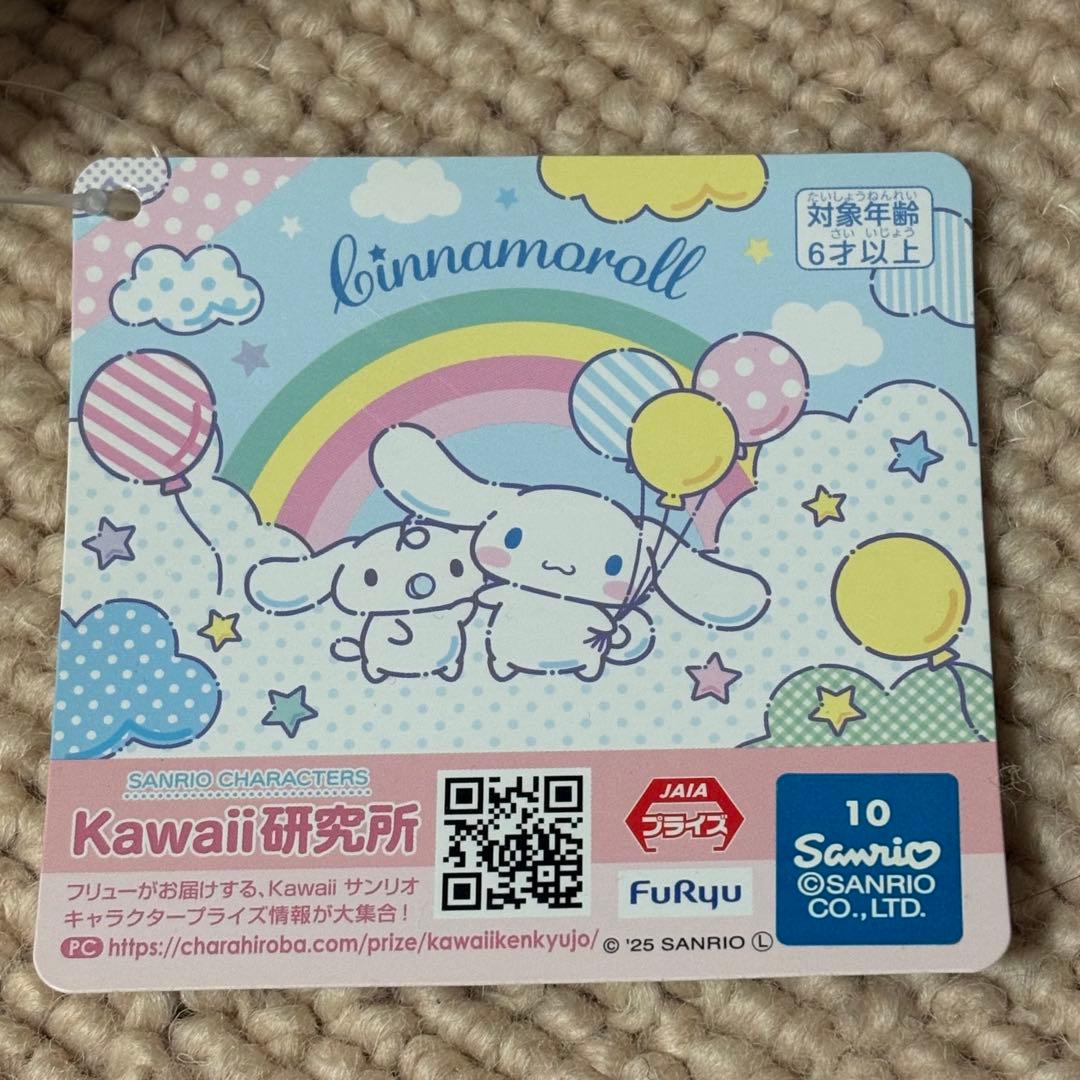 Cinnamoroll
たいしょうねんれい
対象年齢
さい いじょう
6才以上
SANRIO CHARACTERS
Kawaii研究所
フリューがお届けする、Kawaii サンリオ
キャラクタープライズ情報が大集合!
PC https://charahiroba.com/prize/kawaiikenkyujo/
JAIA
プライズ
FuRyu
© '25 SANRIO Ⓛ
10
Sanrio
©SANRIO
CO.,LTD.